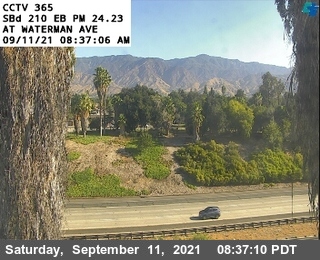 CCTV 365
SBd 210 EB PM 24.23
AT WATERMAN AVE
09/11/21 08:37:06 AM
Saturday, September 11, 2021 08:37:10 PDT